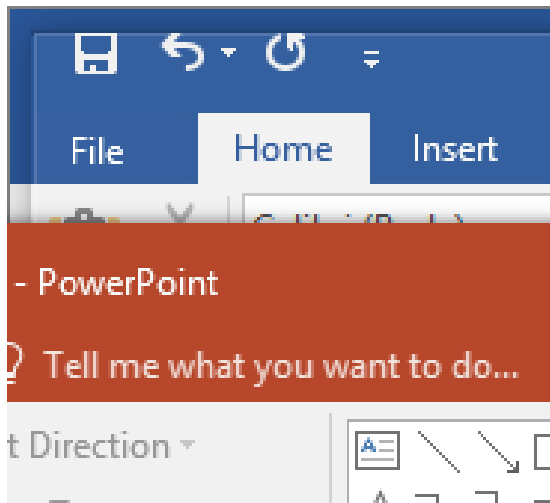 File Home Insert
- PowerPoint
Tell me what you want to do...
t Direction
A